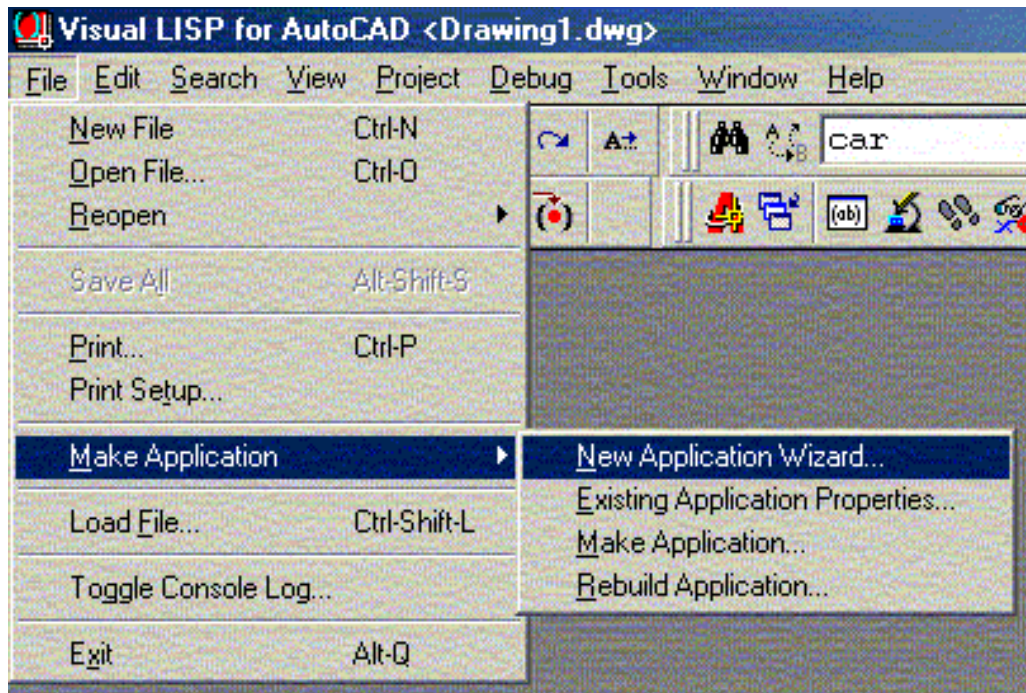 Visual LISP for AutoCAD <Drawing1.dwg>
File Edit Search View Project Debug Tools Window Help
New File Ctrl-N
Open File... Ctrl-O
Reopen
car
(ab)
Save All Alt-Shift-S
Print... Ctrl-P
Print Setup...
Make Application
New Application Wizard...
Existing Application Properties...
Make Application...
Rebuild Application...
Load File... Ctrl-Shift-L
Toggle Console Log...
Exit Alt-Q